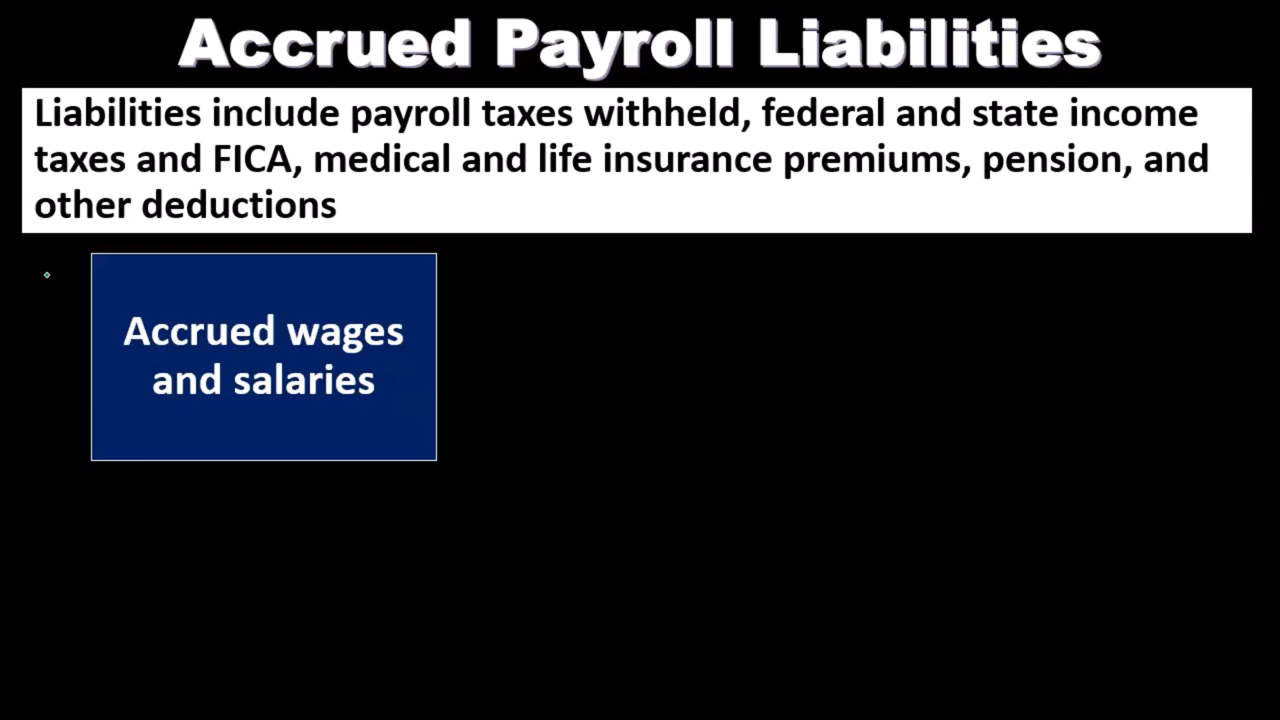 Accrued Payroll Liabilities
Liabilities include payroll taxes withheld, federal and state income
taxes and FICA, medical and life insurance premiums, pension, and
other deductions
Accrued wages
and salaries